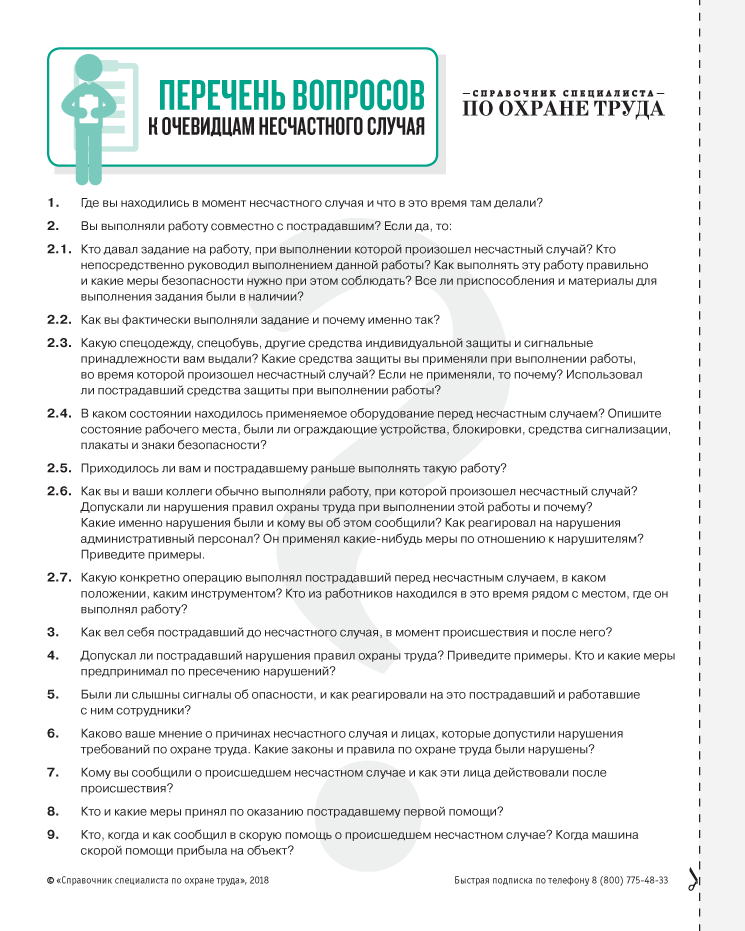 ПЕРЕЧЕНЬ ВОПРОСОВ
К ОЧЕВИДЦАМ НЕСЧАСТНОГО СЛУЧАЯ
СПРАВОЧНИК СПЕЦИАЛИСТА
ПО ОХРАНЕ ТРУДА
1. Где вы находились в момент несчастного случая и что в это время там делали?
2. Вы выполняли работу совместно с пострадавшим? Если да, то:
2.1. Кто давал задание на работу, при выполнении которой произошел несчастный случай? Кто
непосредственно руководил выполнением данной работы? Как выполнять эту работу правильно
и какие меры безопасности нужно при этом соблюдать? Все ли приспособления и материалы для
выполнения задания были в наличии?
2.2. Как вы фактически выполняли задание и почему именно так?
2.3. Какую спецодежду, спецобувь, другие средства индивидуальной защиты и сигнальные
принадлежности вам выдали? Какие средства защиты вы применяли при выполнении работы,
во время которой произошел несчастный случай? Если не применяли, то почему? Использовал
ли пострадавший средства защиты при выполнении работы?
2.4. В каком состоянии находилось применяемое оборудование перед несчастным случаем? Опишите
состояние рабочего места, были ли ограждающие устройства, блокировки, средства сигнализации,
плакаты и знаки безопасности?
2.5. Приходилось ли вам и пострадавшему раньше выполнять такую работу?
2.6. Как вы и ваши коллеги обычно выполняли работу, при которой произошел несчастный случай?
Допускали ли нарушения правил охраны труда при выполнении этой работы и почему?
Какие именно нарушения были и кому вы об этом сообщили? Как реагировал на нарушения
административный персонал? Он применял какие-нибудь меры по отношению к нарушителям?
Приведите примеры.
2.7. Какую конкретно операцию выполнял пострадавший перед несчастным случаем, в каком
положении, каким инструментом? Кто из работников находился в это время рядом с местом, где он
выполнял работу?
3. Как вел себя пострадавший до несчастного случая, в момент происшествия и после него?
4. Допускал ли пострадавший нарушения правил охраны труда? Приведите примеры. Кто и какие меры
предпринимал по пресечению нарушений?
5. Были ли слышны сигналы об опасности, и как реагировали на это пострадавший и работавшие
с ним сотрудники?
6. Каково ваше мнение о причинах несчастного случая и лицах, которые допустили нарушения
требований по охране труда. Какие законы и правила по охране труда были нарушены?
7. Кому вы сообщили о происшедшем несчастном случае и как эти лица действовали после
происшествия?
8. Кто и какие меры принял по оказанию пострадавшему первой помощи?
9. Кто, когда и как сообщил в скорую помощь о происшедшем несчастном случае? Когда машина
скорой помощи прибыла на объект?
© «Справочник специалиста по охране труда», 2018
Быстрая подписка по телефону 8 (800) 775-48-33